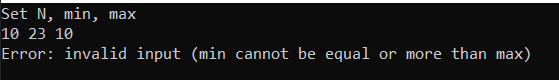 Set N, min, max
10 23 10
Error: invalid input (min cannot be equal or more than max)